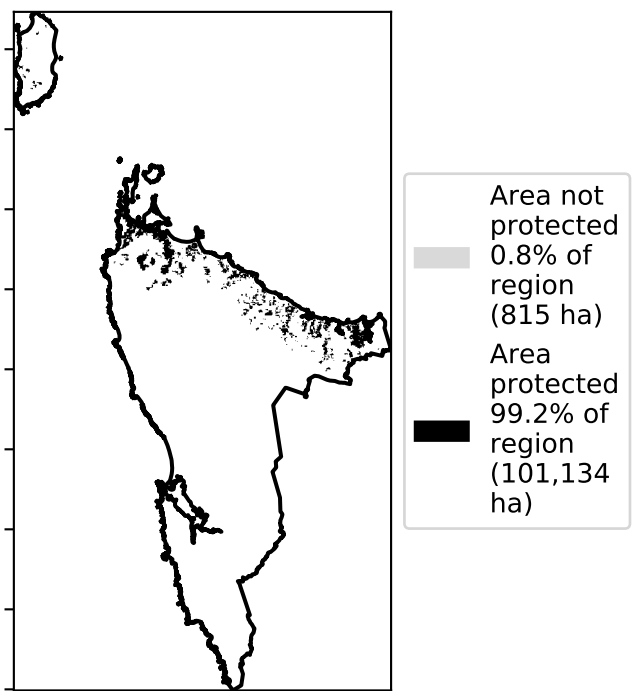 Area not
protected
0.8% of
region
(815 ha)
Area
protected
99.2% of
region
(101,134
ha)